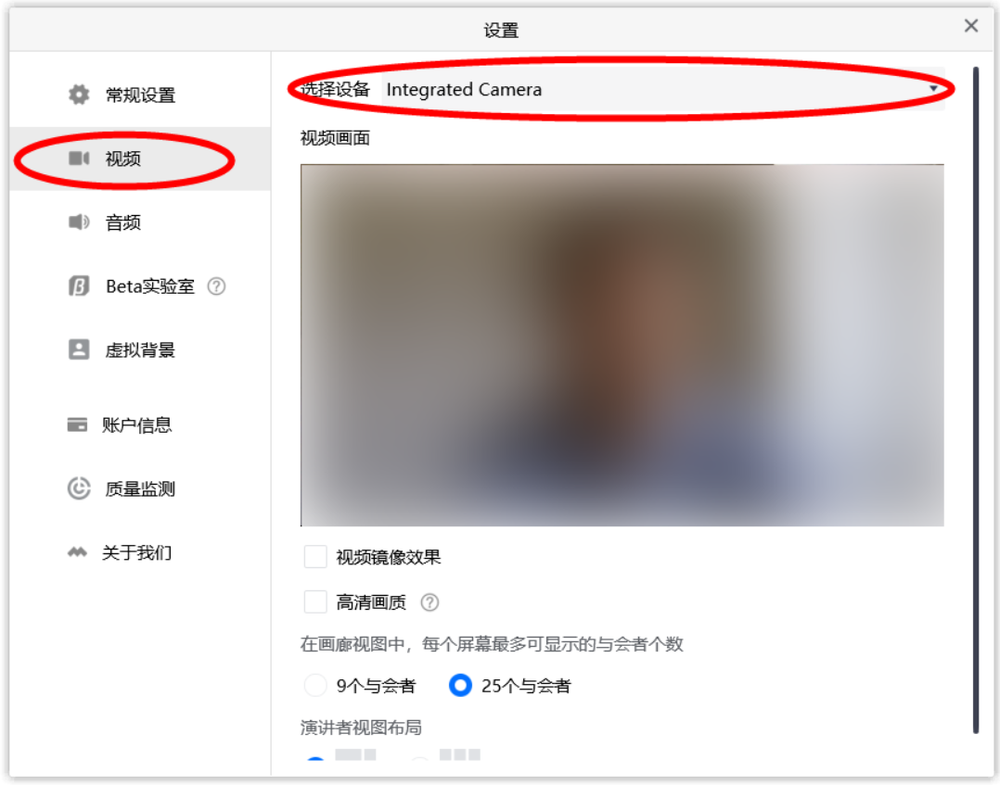 设置
常规设置
视频
音频
Beta实验室
虚拟背景
账户信息
质量监测
关于我们
选择设备 Integrated Camera
视频画面
视频镜像效果
高清画质
在画廊视图中，每个屏幕最多可显示的与会者个数
9个与会者 25个与会者
演讲者视图布局